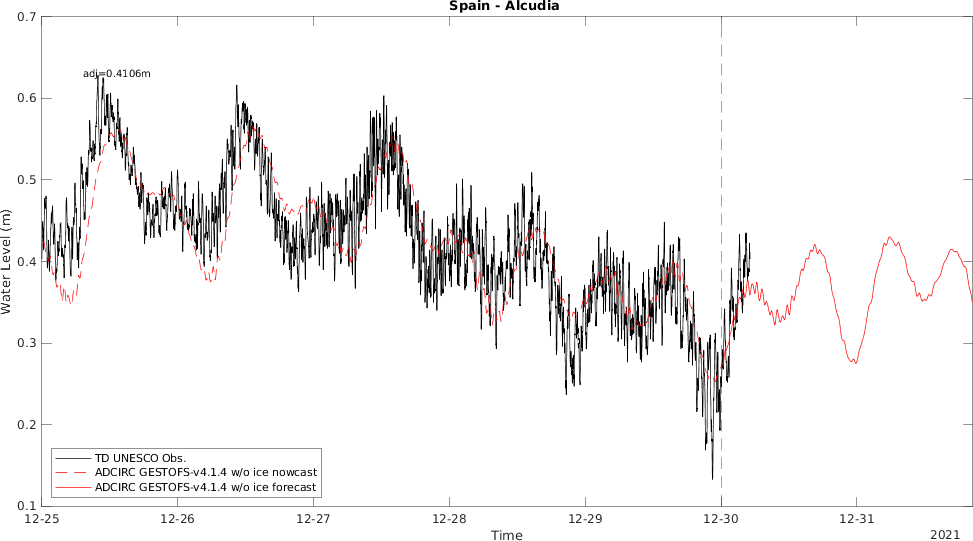 Spain - Alcudia
0.7
adj=0.4106m
0.6
0.5
0.4
0.3
0.2
0.1
Water Level (m)
TD UNESCO Obs.
ADCIRC GESTOFS-v4.1.4 w/o ice nowcast
ADCIRC GESTOFS-v4.1.4 w/o ice forecast
12-25 12-26 12-27 12-28 12-29 12-30 12-31
Time
2021